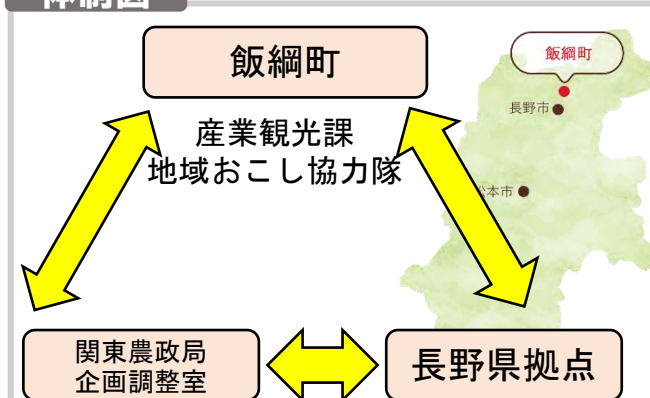 体制図
飯綱町
産業観光課
地域おこし協力隊
飯綱町
長野市
松本市
関東農政局
企画調整室
長野県拠点